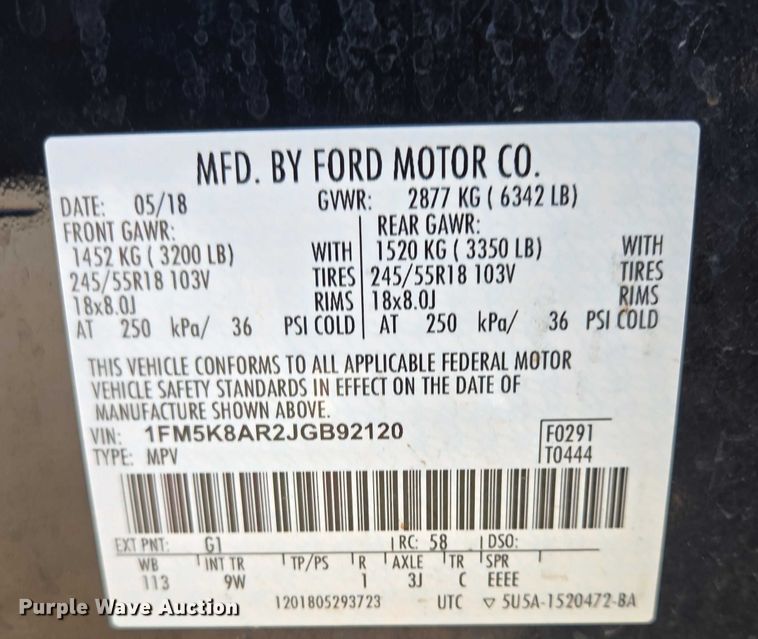 MFD. BY FORD MOTOR CO.
DATE: 05/18 GVWR: 2877 KG ( 6342 LB)
FRONT GAWR: REAR GAWR:
1452 KG ( 3200 LB) WITH 1520 KG ( 3350 LB) WITH
245/55R18 103V TIRES 245/55R18 103V TIRES
18x8.0J RIMS 18x8.0J RIMS
AT 250 kPa/ 36 PSI COLD AT 250 kPa/ 36 PSI COLD
THIS VEHICLE CONFORMS TO ALL APPLICABLE FEDERAL MOTOR
VEHICLE SAFETY STANDARDS IN EFFECT ON THE DATE OF
MANUFACTURE SHOWN ABOVE.
VIN: 1FM5K8AR2JGB92120 F0291
TYPE: MPV T0444
EXT PNT: G1 RC: 58 DSO:
WB INT TR TP/PS R AXLE TR SPR
113 9W 1 3J C EEEE
1201805293723 UTC ▽ 5U5A-1520472-BA
Purple Wave Auction